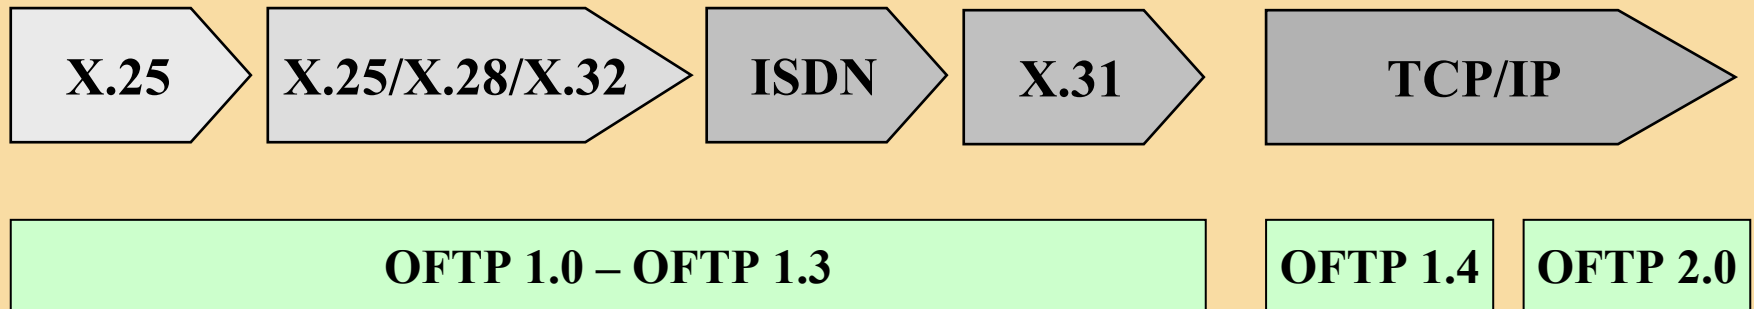 X.25
X.25/X.28/X.32
ISDN
X.31
TCP/IP
OFTP 1.0 – OFTP 1.3
OFTP 1.4
OFTP 2.0